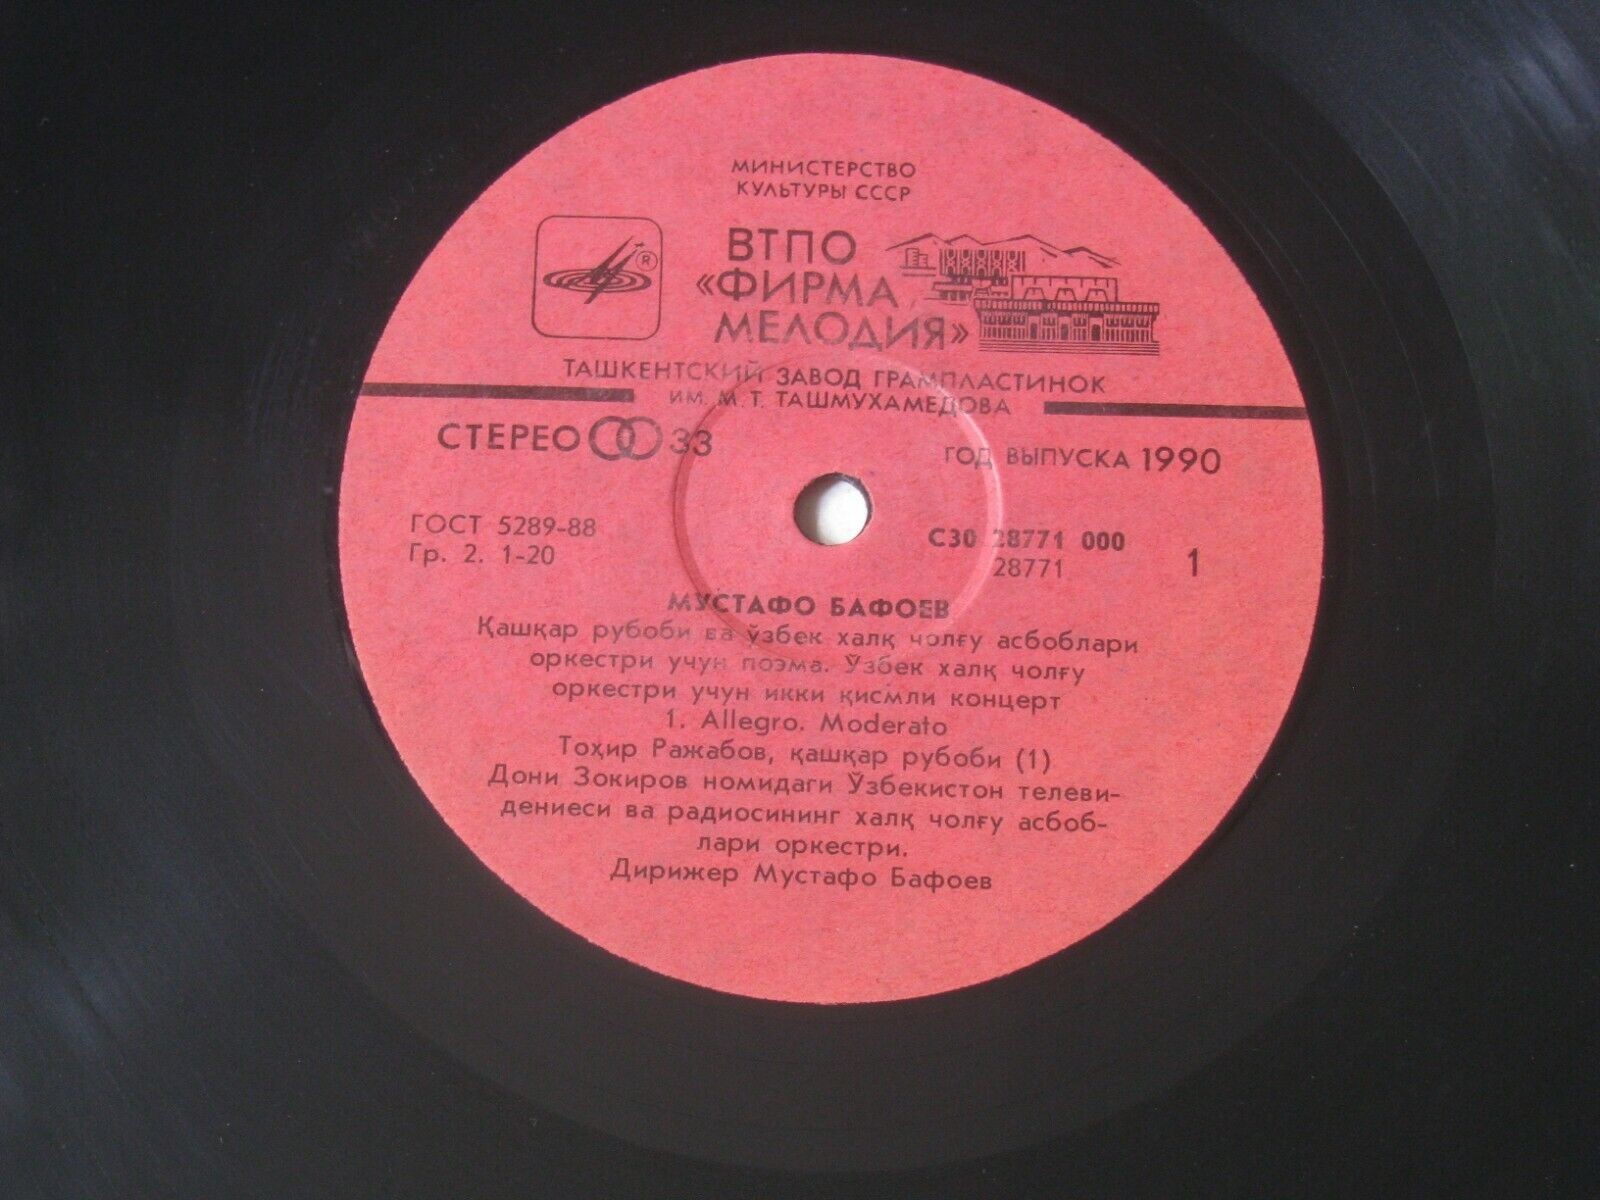 МИНИСТЕРСТВО
КУЛЬТУРЫ СССР
ВТПО
«ФИРМА
МЕЛОДИЯ»
®
ТАШКЕНТСКИЙ ЗАВОД ГРАМПЛАСТИНОК
ИМ. М. Т. ТАШМУХАМЕДОВА
СТЕРЕО 33
ГОД ВЫПУСКА 1990
ГОСТ 5289-88
Гр. 2. 1-20
С30 28771 000
28771
1
МУСТАФО БАФОЕВ
Қашқар рубоби ва ўзбек халқ чолғу асбоблари
оркестри учун поэма. Ўзбек халқ чолғу
оркестри учун икки қисмли концерт
1. Allegro. Moderato
Тоҳир Ражабов, қашқар рубоби (1)
Дони Зокиров номидаги Ўзбекистон телеви-
дениеси ва радиосининг халқ чолғу асбоб-
лари оркестри.
Дирижер Мустафо Бафоев